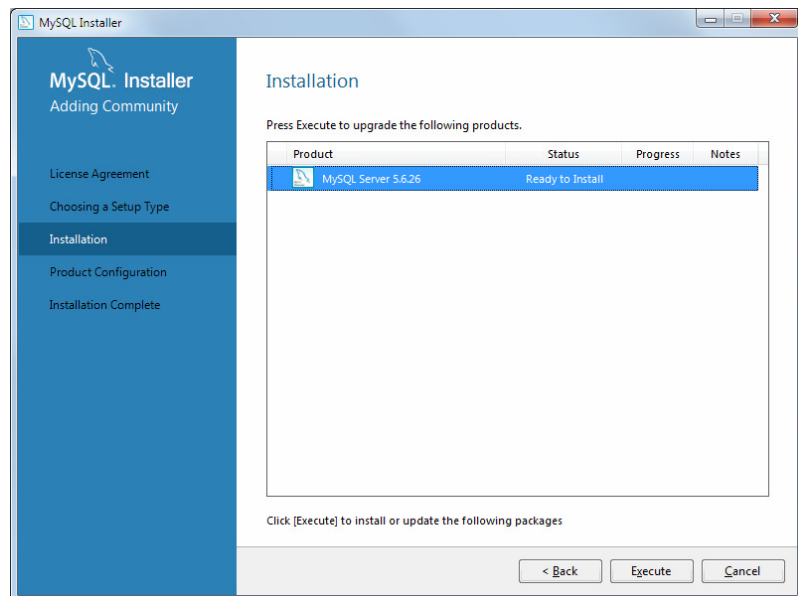 MySQL Installer
MySQL. Installer
Adding Community
License Agreement
Choosing a Setup Type
Installation
Product Configuration
Installation Complete
Installation
Press Execute to upgrade the following products.
Product Status Progress Notes
MySQL Server 5.6.26 Ready to Install
Click [Execute] to install or update the following packages
< Back Execute Cancel